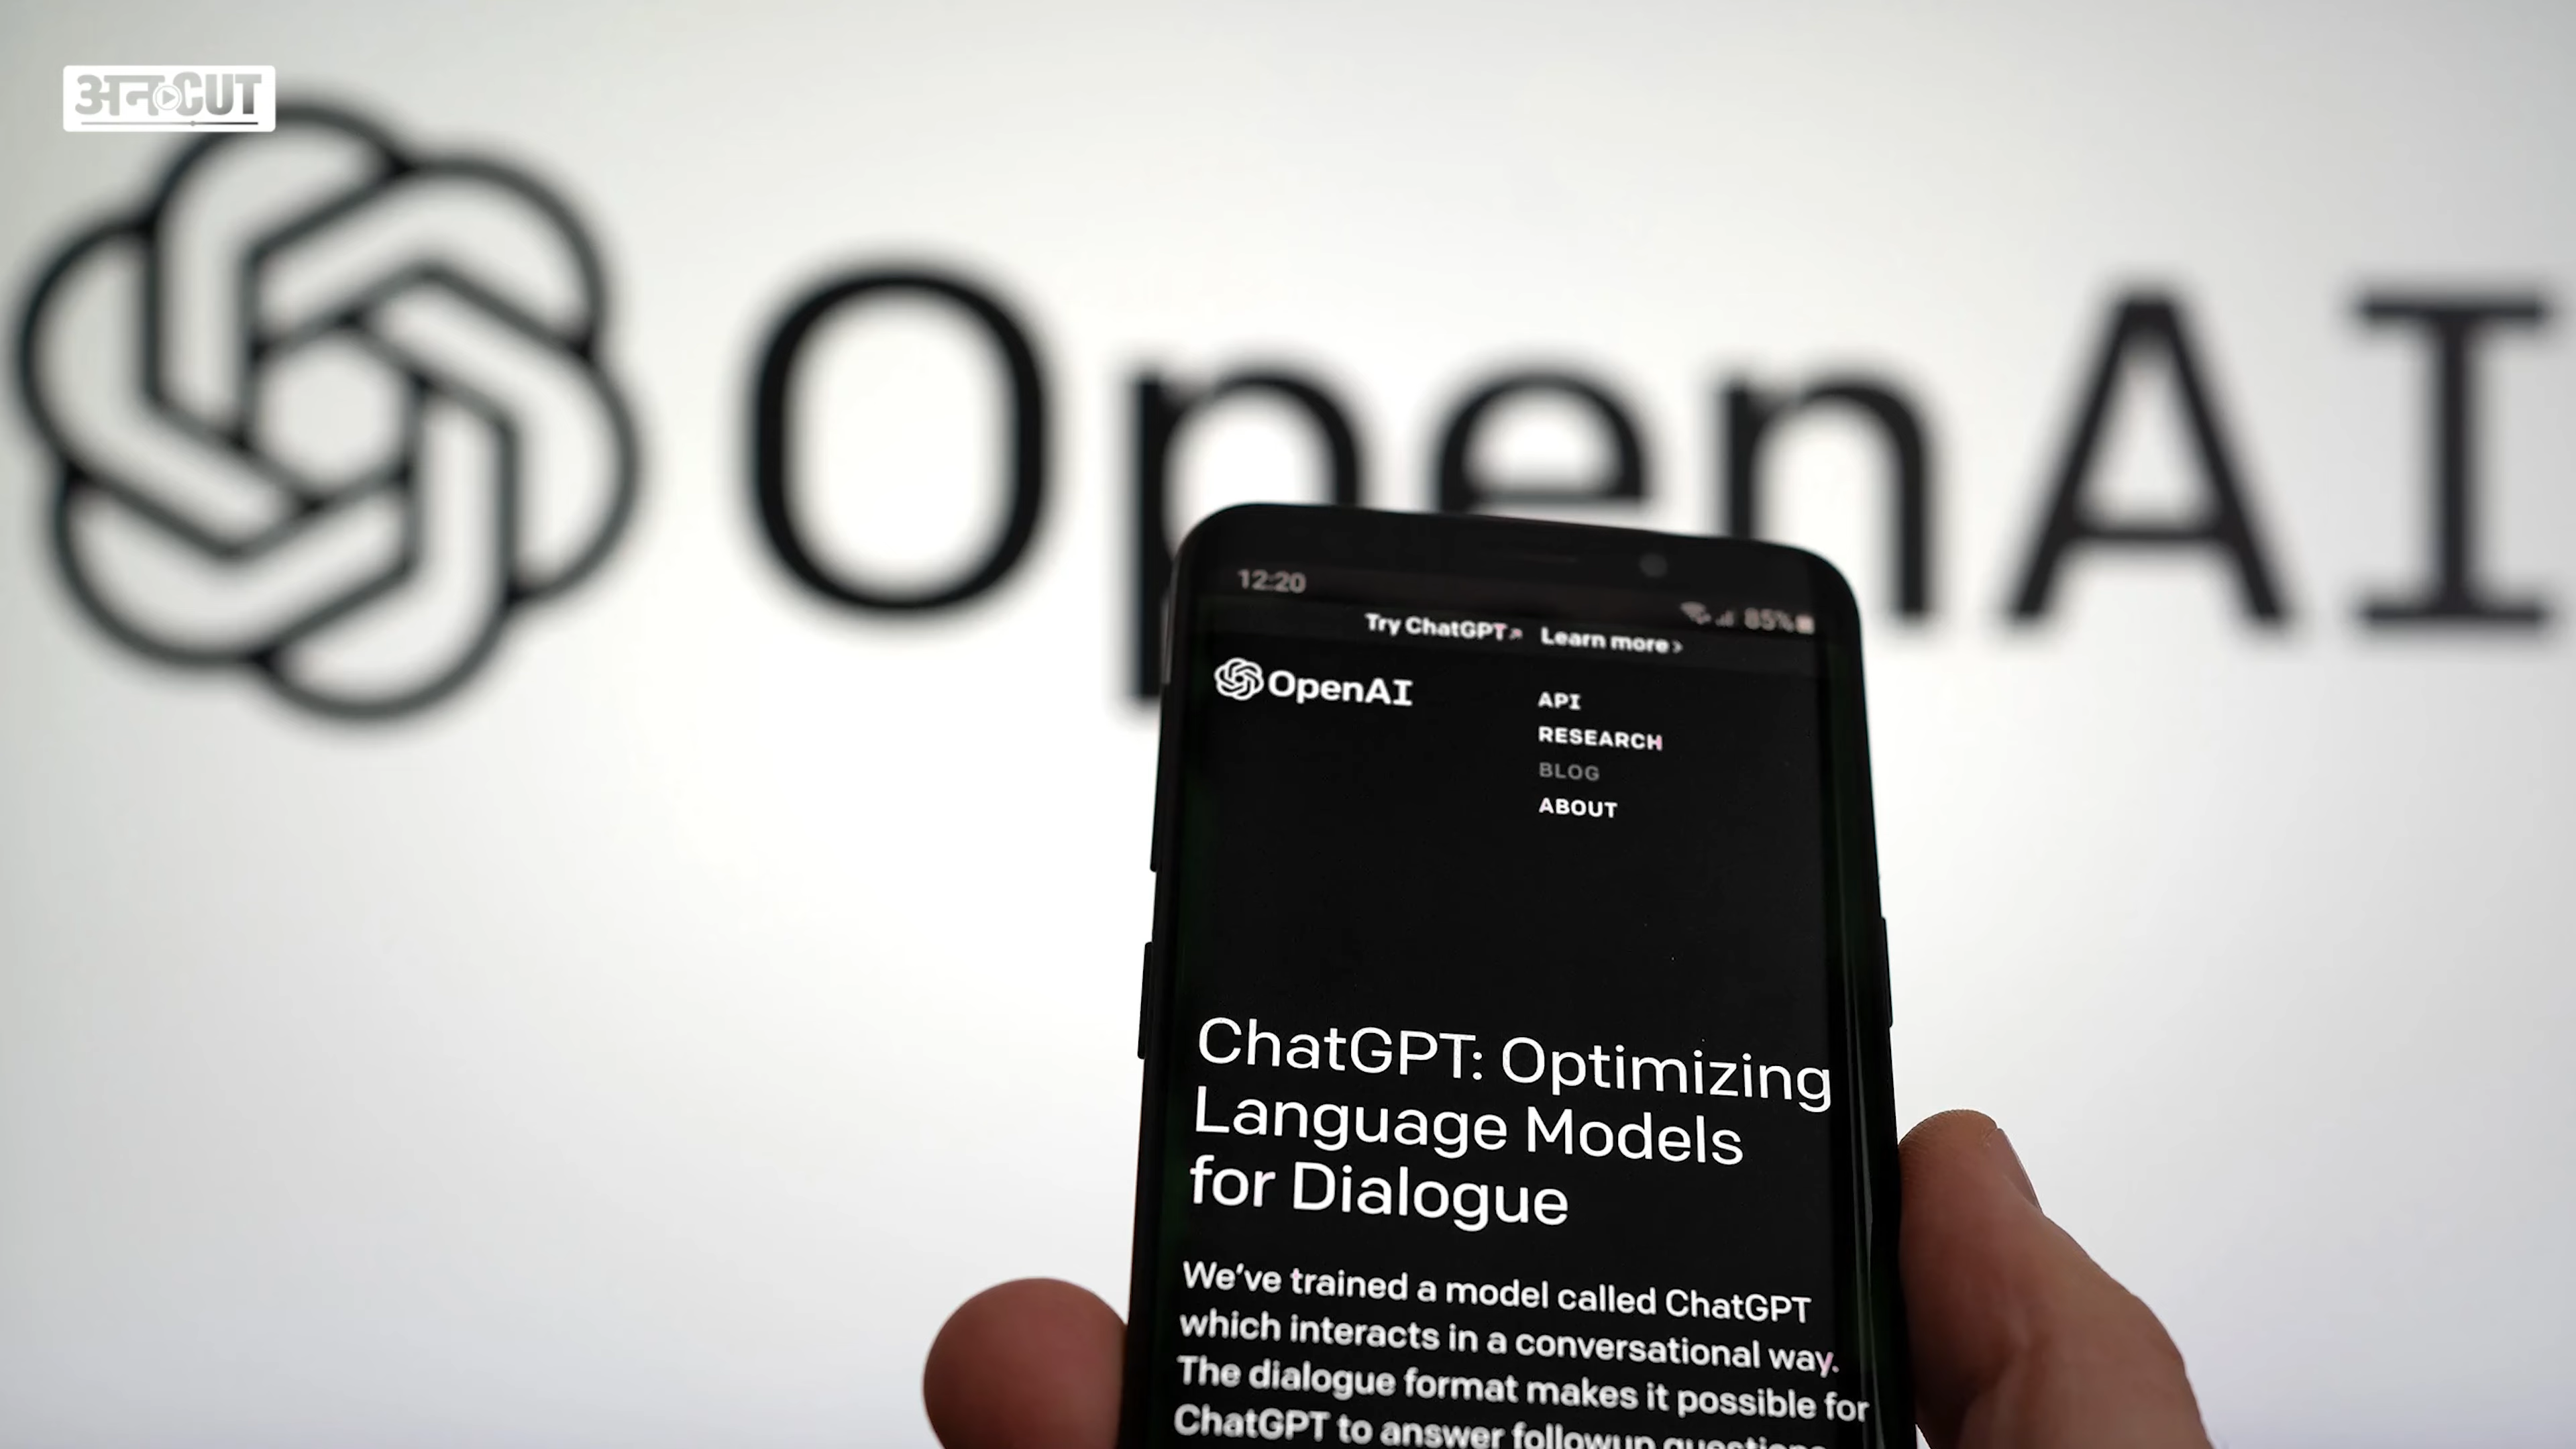 अनCUT
OpenAI
12:20
85%
Try ChatGPT Learn more >
OpenAI
API
RESEARCH
BLOG
ABOUT
ChatGPT: Optimizing
Language Models
for Dialogue
We've trained a model called ChatGPT
which interacts in a conversational way.
The dialogue format makes it possible for
ChatGPT to answer followup questions